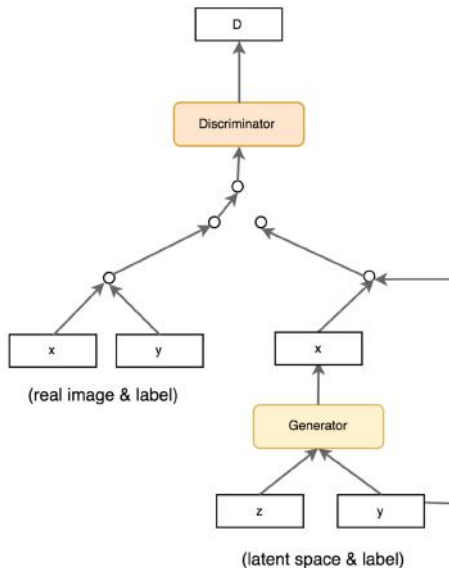 D
Discriminator
x
y
(real image & label)
x
Generator
z
y
(latent space & label)